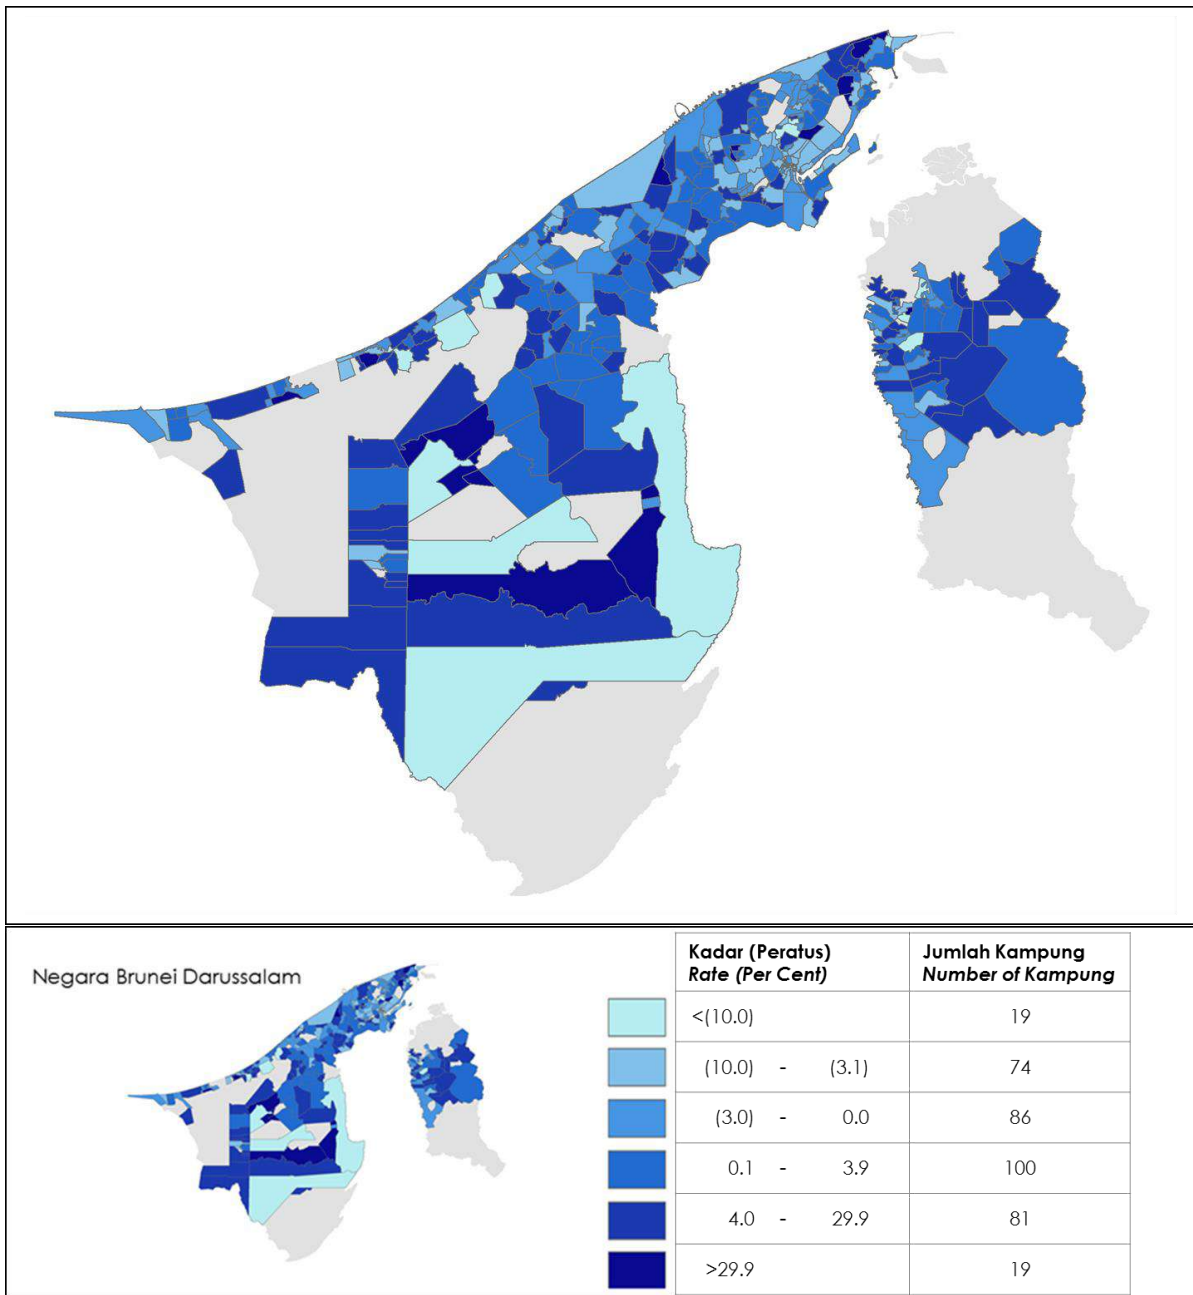 Negara Brunei Darussalam
Kadar (Peratus) Jumlah Kampung
Rate (Per Cent) Number of Kampung
<(10.0) 19
(10.0) - (3.1) 74
(3.0) - 0.0 86
0.1 - 3.9 100
4.0 - 29.9 81
>29.9 19